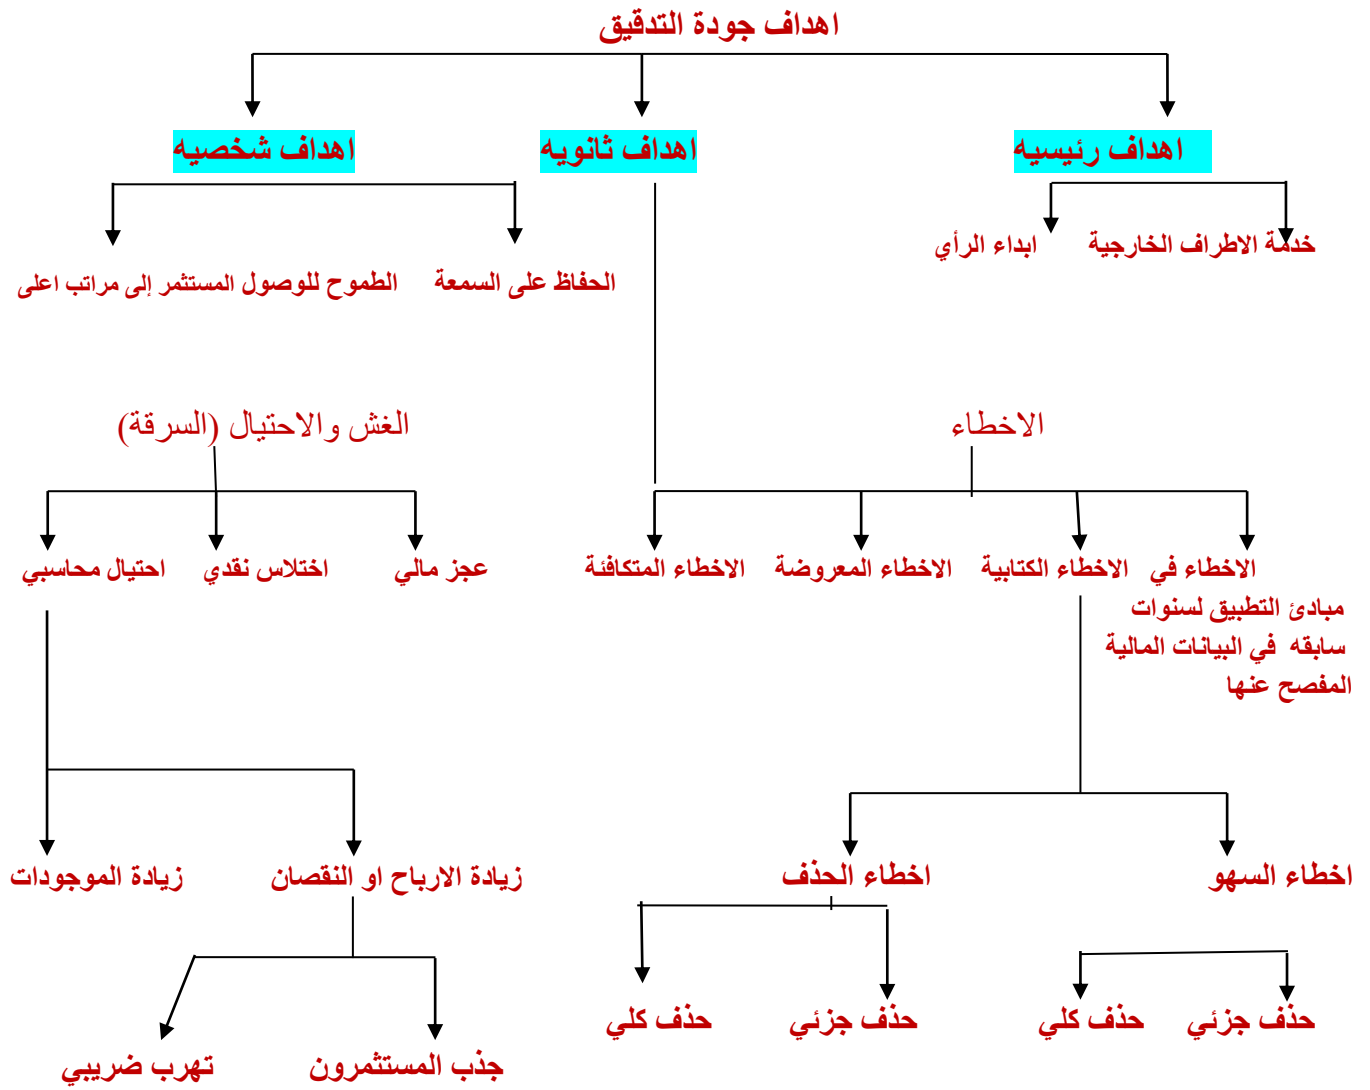 اهداف جودة التدقيق
اهداف رئيسيه
اهداف ثانويه
اهداف شخصيه
خدمة الاطراف الخارجية
ابداء الرأي
الحفاظ على السمعة
الطموح للوصول المستثمر إلى مراتب اعلى
الاخطاء
الغش والاحتيال (السرقة)
الاخطاء في
مبادئ التطبيق لسنوات
سابقه في البيانات المالية
المفصح عنها
الاخطاء الكتابية
الاخطاء المعروضة
الاخطاء المتكافئة
عجز مالي
اختلاس نقدي
احتيال محاسبي
اخطاء السهو
اخطاء الحذف
زيادة الارباح او النقصان
زيادة الموجودات
حذف جزئي
حذف كلي
حذف جزئي
حذف كلي
جذب المستثمرون
تهرب ضريبي